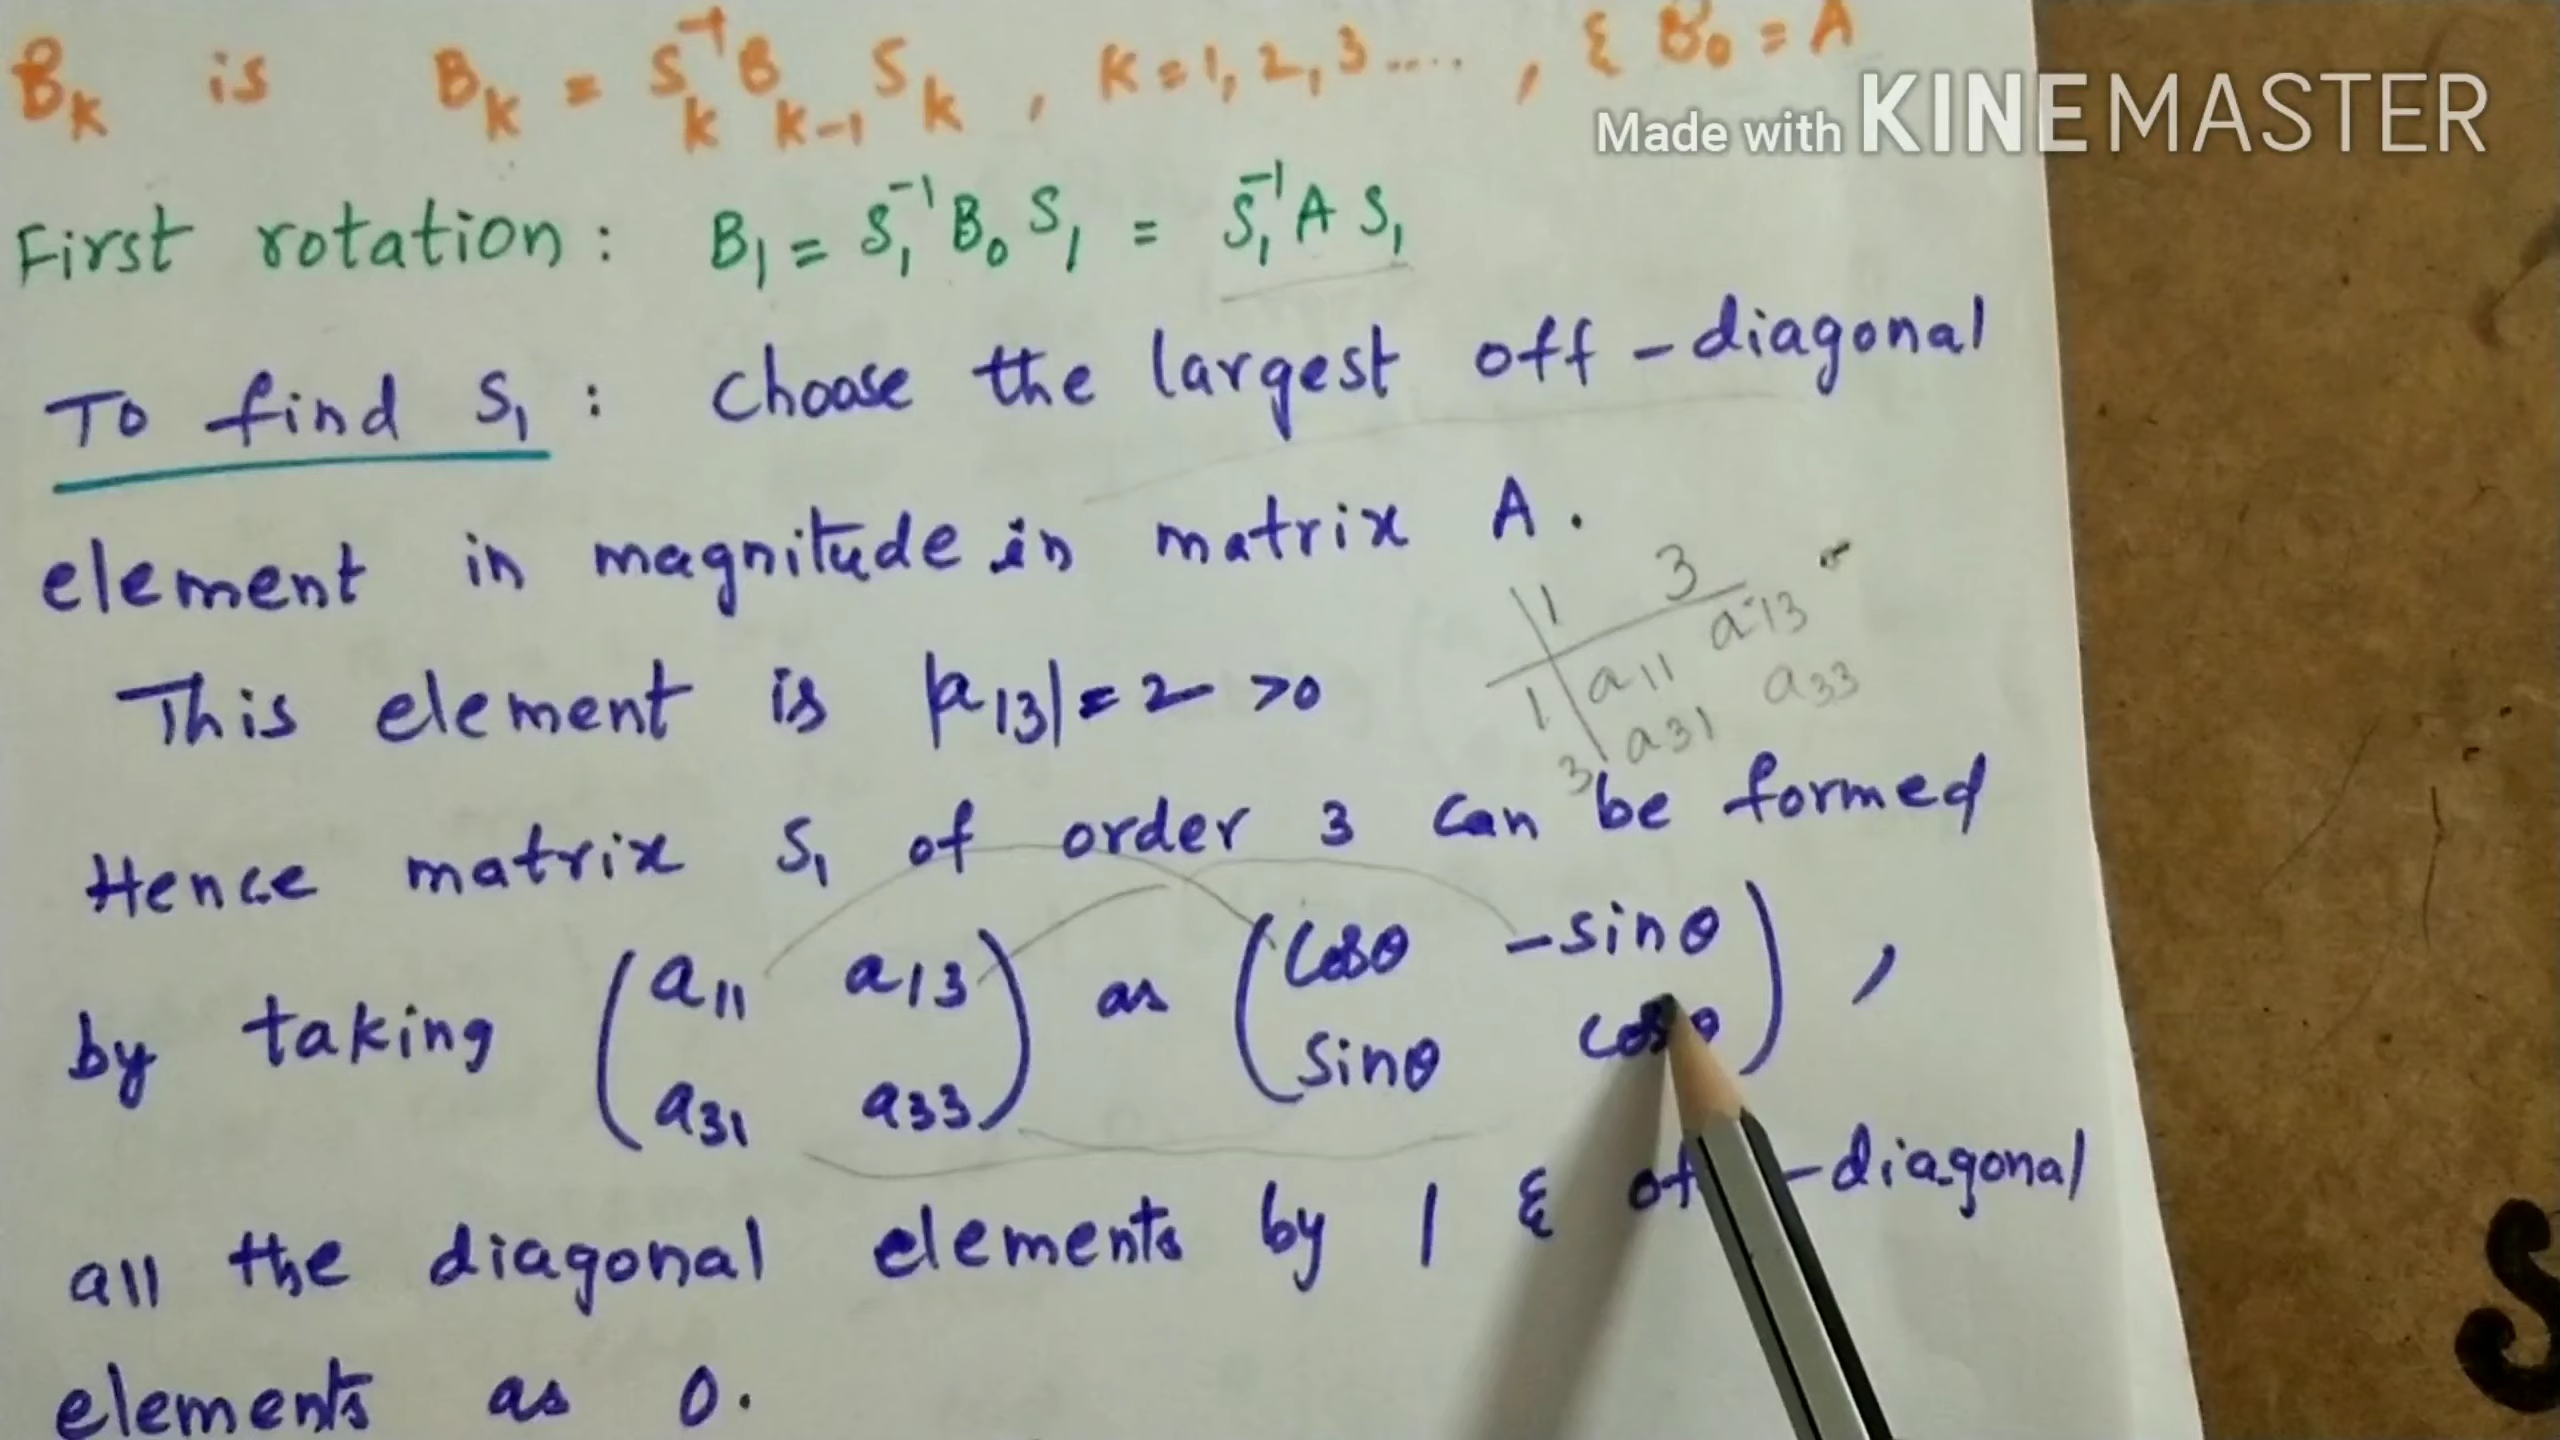 Bₖ is Bₖ = Sₖ⁻¹ Bₖ₋₁ Sₖ , K = 1, 2, 3 .... , & B₀ = A
Made with KINEMASTER
First rotation : B₁ = S₁⁻¹ B₀ S₁ = S₁⁻¹ A S₁
To find S₁ : Choose the largest off-diagonal
element in magnitude in matrix A .
This element is |a₁₃| = 2 > 0
1 3
1 a₁₁ a₁₃
3 a₃₁ a₃₃
Hence matrix S₁ of order 3 can be formed
by taking (a₁₁ a₁₃ as (cosθ -sinθ) ,
a₃₁ a₃₃) sinθ cosθ
all the diagonal elements by 1 & -diagonal
elements as 0 .
S